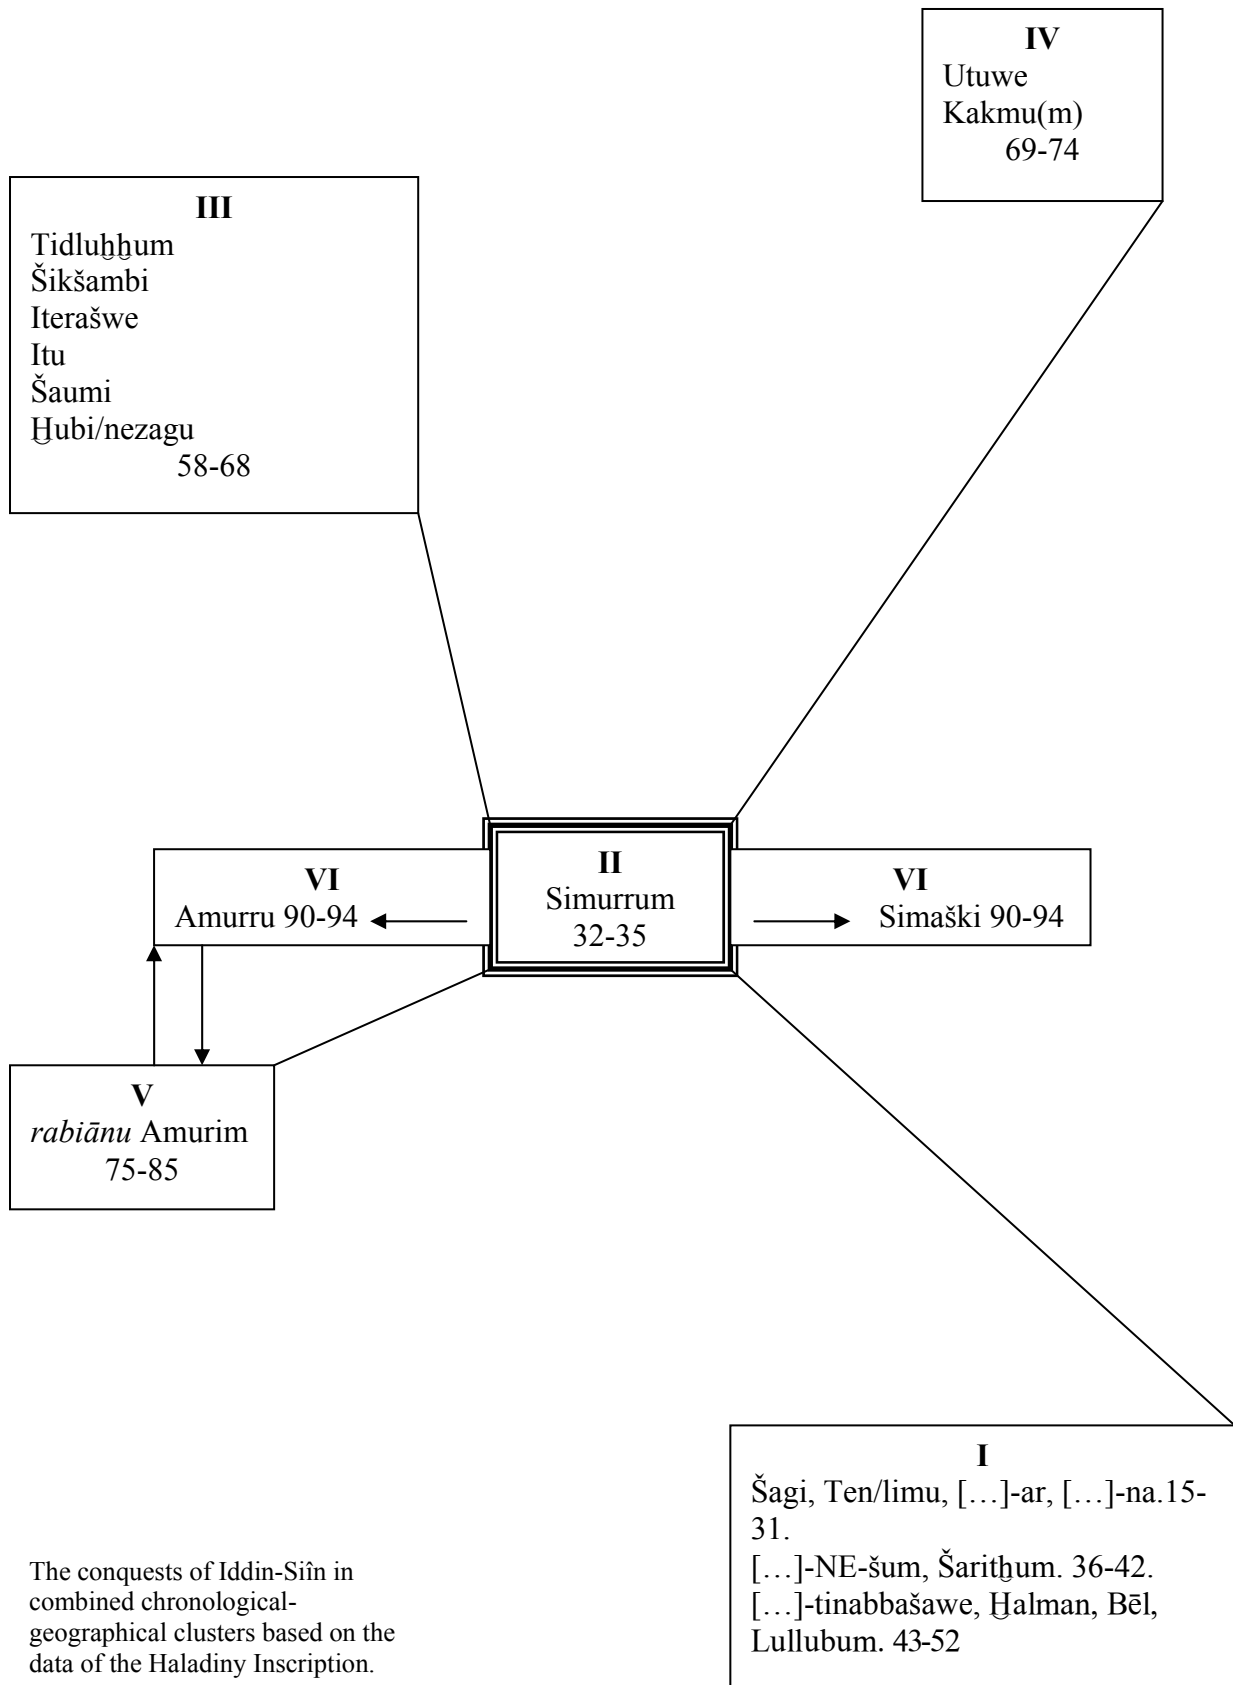 IV
Utuwe
Kakmu(m)
69-74
III
Tidluḫḫum
Šikšambi
Iterašwe
Itu
Šaumi
Ḫubi/nezagu
58-68
VI
Amurru 90-94
II
Simurrum
32-35
VI
Simaški 90-94
V
rabiānu Amurim
75-85
I
Šagi, Ten/limu, […]-ar, […]-na.15-
31.
[…]-NE-šum, Šaritḫum. 36-42.
[…]-tinabbašawe, Ḫalman, Bēl,
Lullubum. 43-52
The conquests of Iddin-Siîn in
combined chronological-
geographical clusters based on the
data of the Haladiny Inscription.